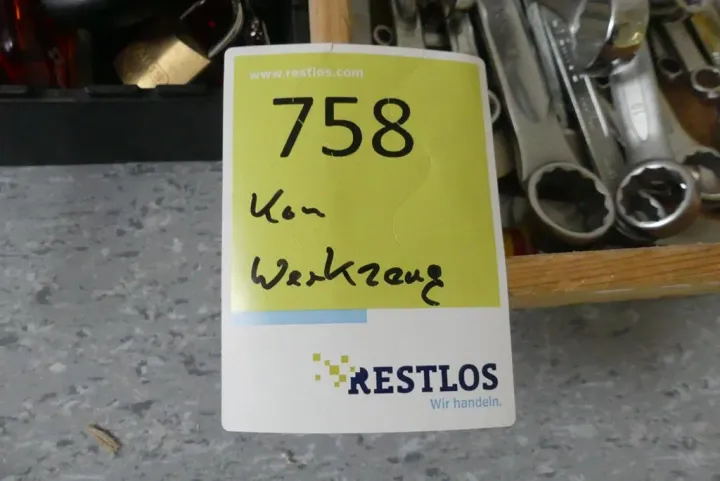 www.restlos.com
758
Kon
Werkzeug
RESTLOS
Wir handeln.